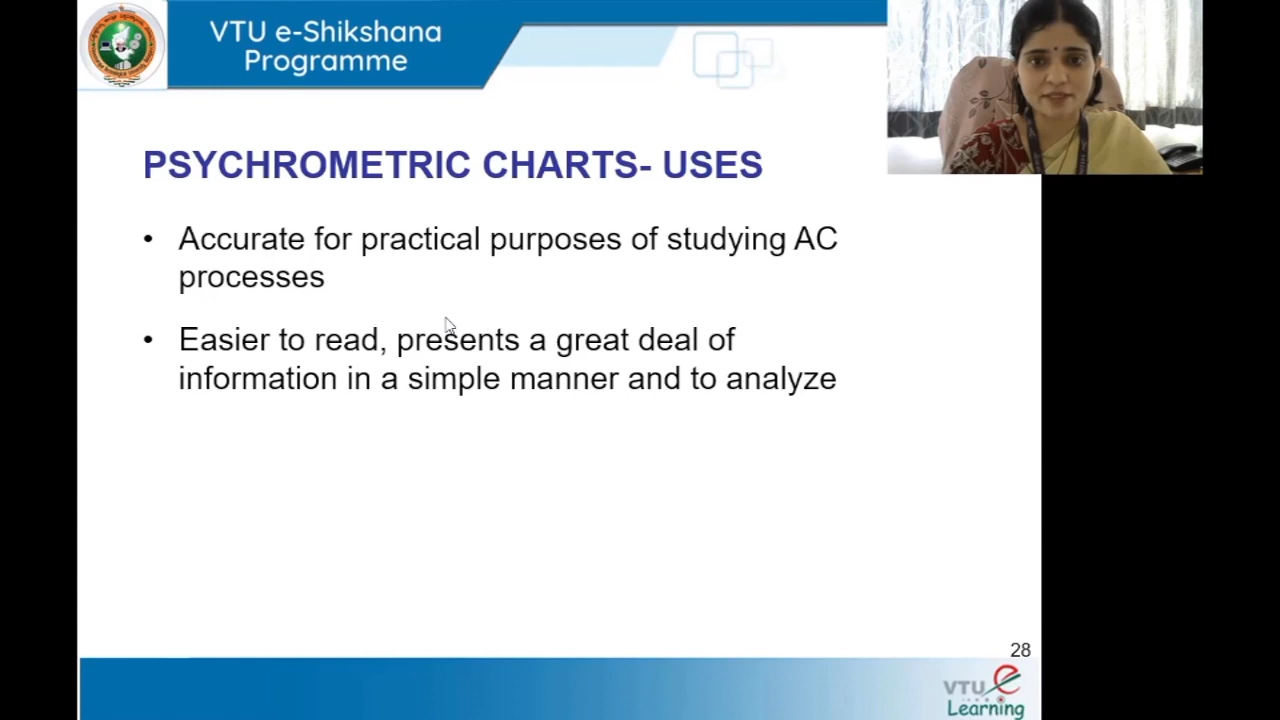 VTU e-Shikshana
Programme
PSYCHROMETRIC CHARTS- USES
• Accurate for practical purposes of studying AC
processes
• Easier to read, presents a great deal of
information in a simple manner and to analyze
28
VTU e
Learning